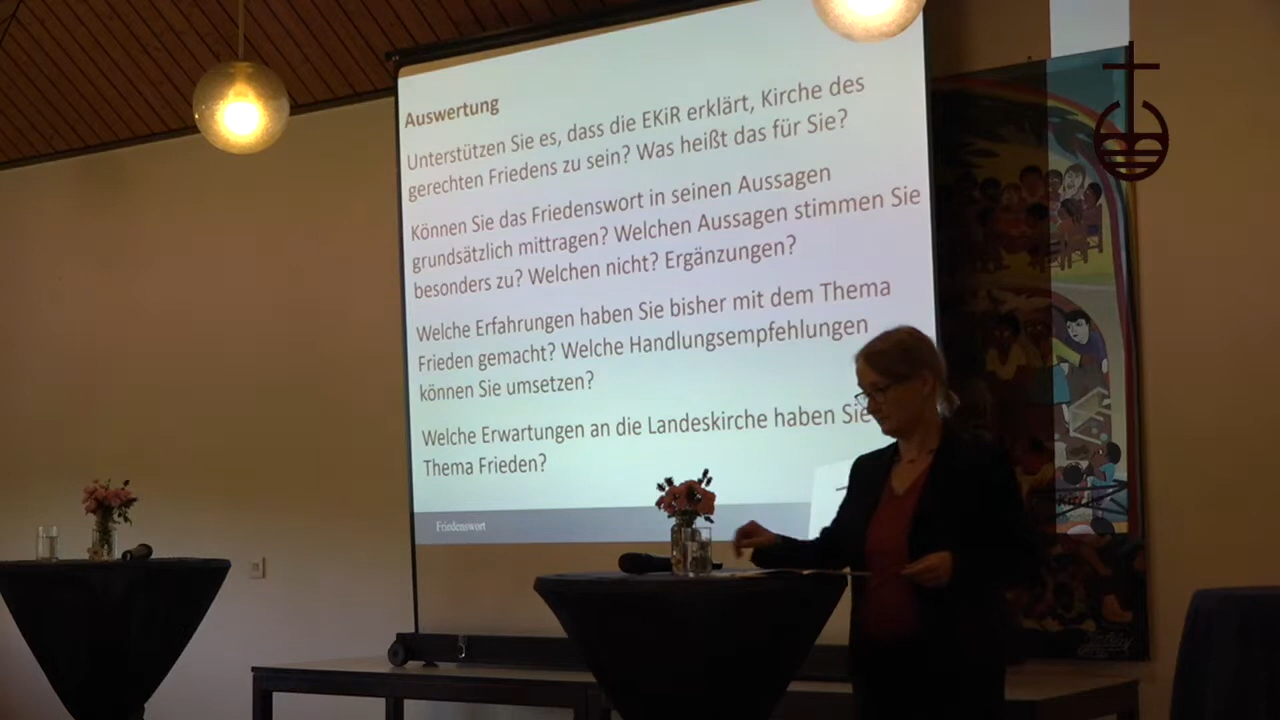 Auswertung
Unterstützen Sie es, dass die EKiR erklärt, Kirche des
gerechten Friedens zu sein? Was heißt das für Sie?
Können Sie das Friedenswort in seinen Aussagen
grundsätzlich mittragen? Welchen Aussagen stimmen Sie
besonders zu? Welchen nicht? Ergänzungen?
Welche Erfahrungen haben Sie bisher mit dem Thema
Frieden gemacht? Welche Handlungsempfehlungen
können Sie umsetzen?
Welche Erwartungen an die Landeskirche haben Sie
Thema Frieden?
Friedenswort
Kirche